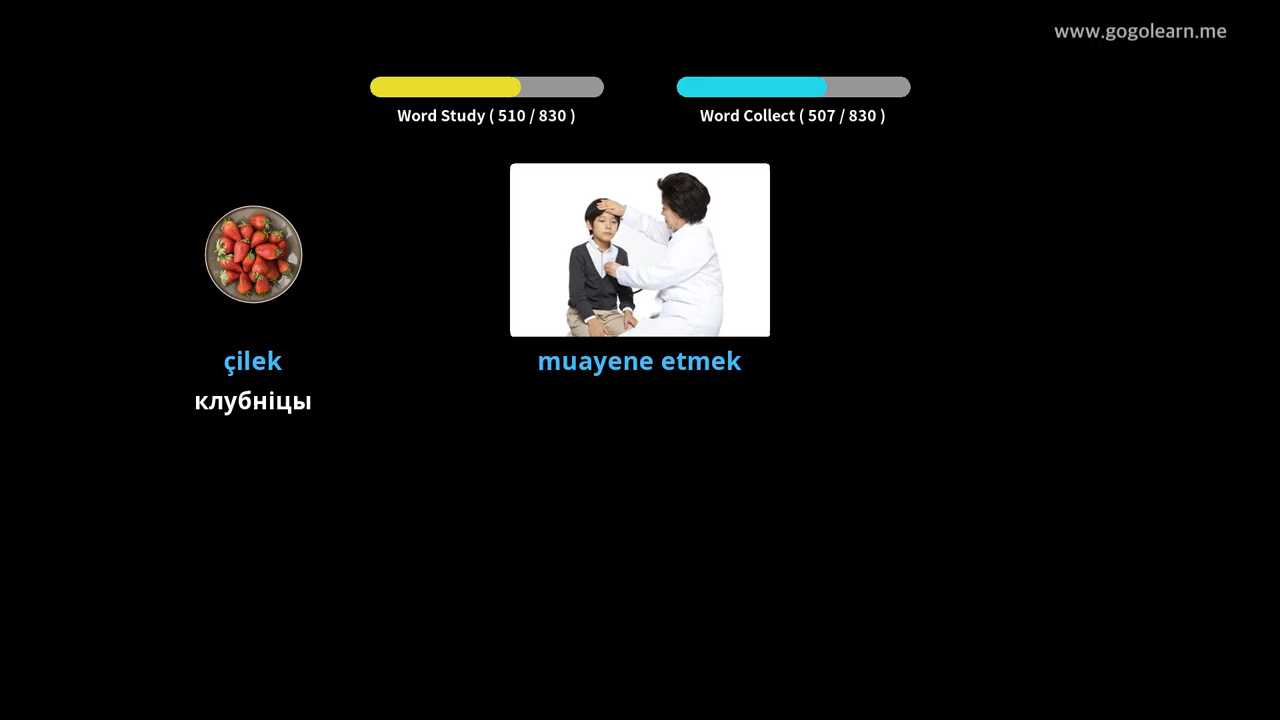 www.gogolearn.me
Word Study ( 510 / 830 )
Word Collect ( 507 / 830 )
çilek
клубніцы
muayene etmek